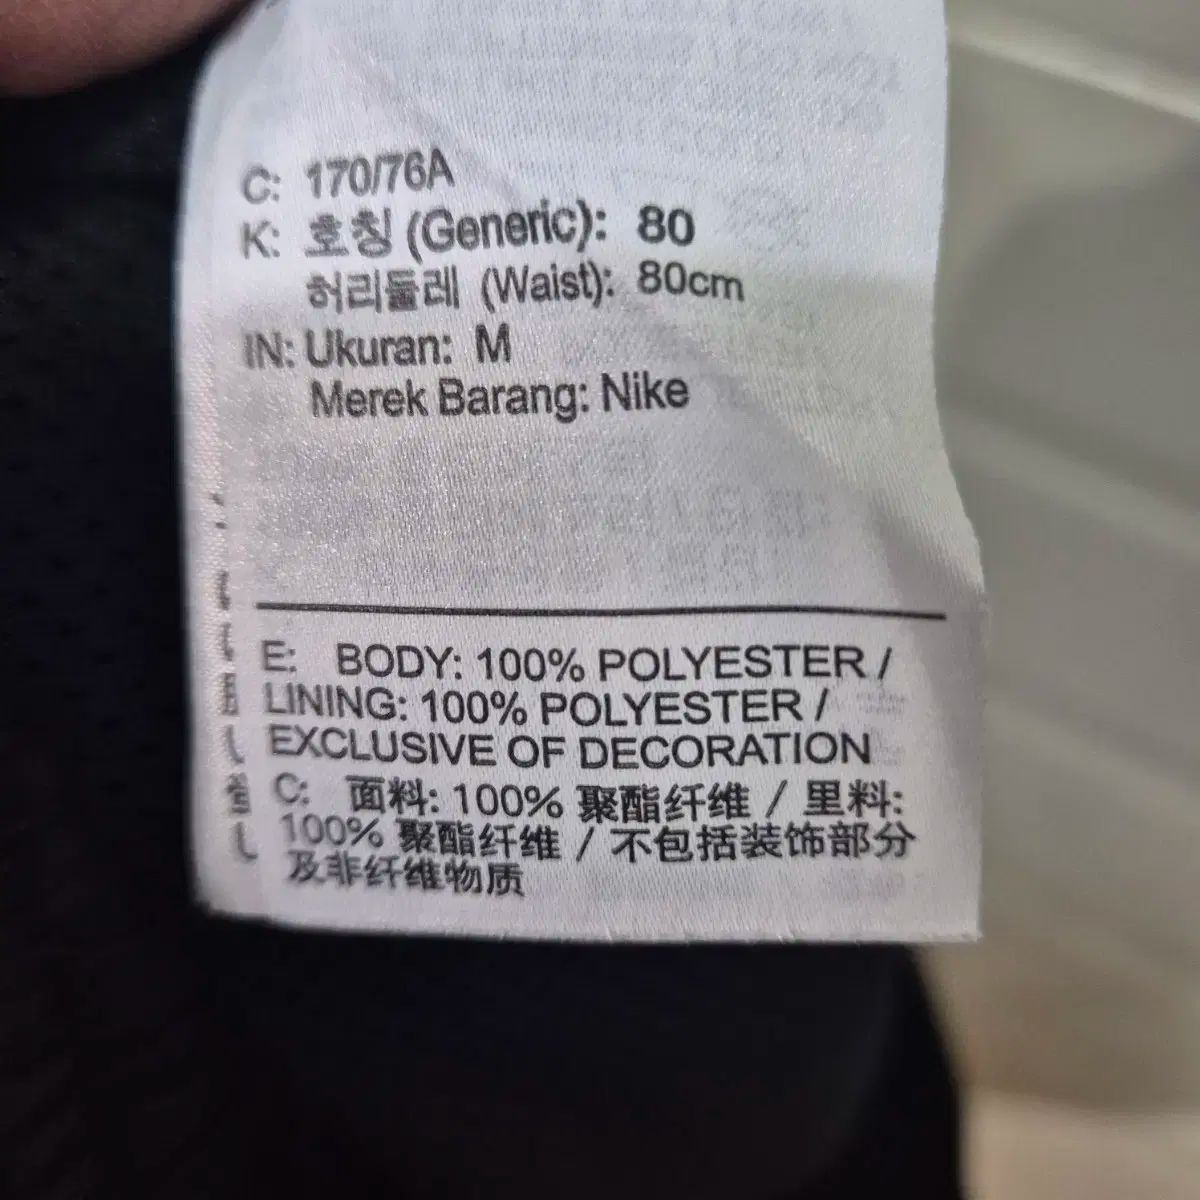 C: 170/76A
K: 호칭 (Generic): 80
허리둘레 (Waist): 80cm
IN: Ukuran: M
Merek Barang: Nike
E: BODY: 100% POLYESTER /
LINING: 100% POLYESTER /
EXCLUSIVE OF DECORATION
C: 面料: 100% 聚酯纤维 / 里料:
100% 聚酯纤维 / 不包括装饰部分
及非纤维物质